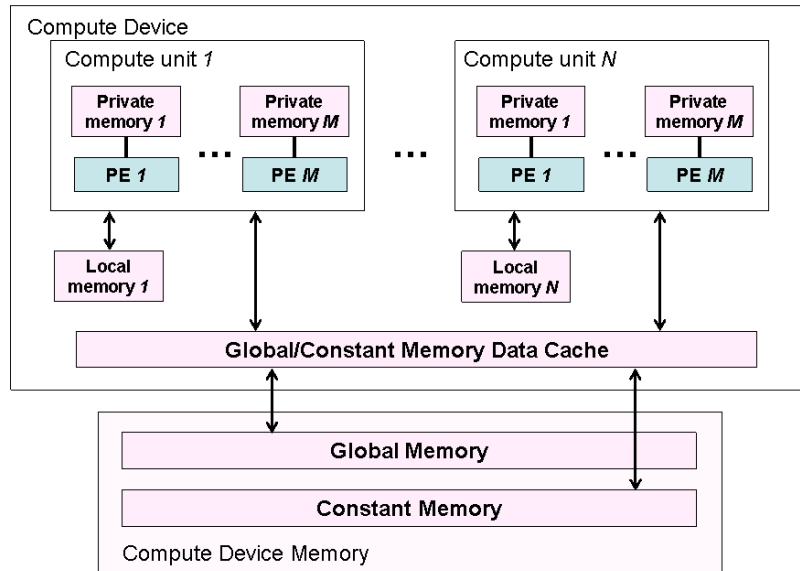 Compute Device
Compute unit 1
Private
memory 1
Private
memory M
...
PE 1
PE M
...
Compute unit N
Private
memory 1
Private
memory M
...
PE 1
PE M
Local
memory 1
Local
memory N
Global/Constant Memory Data Cache
Global Memory
Constant Memory
Compute Device Memory